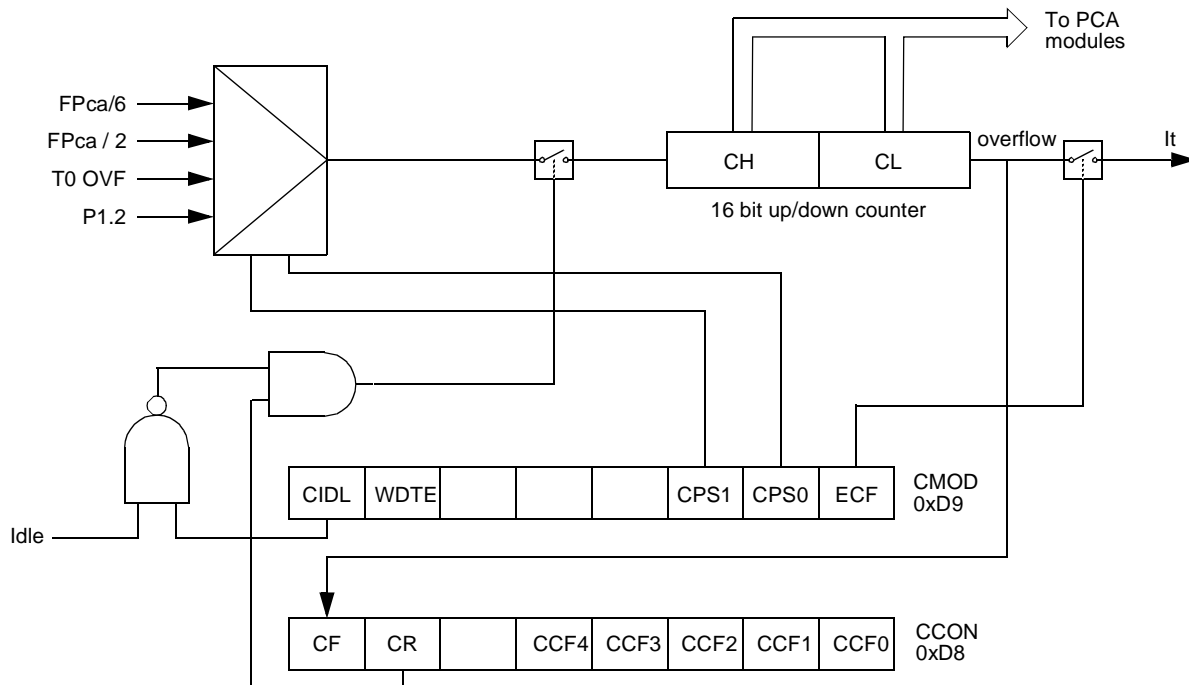 To PCA
modules
FPca/6
FPca / 2
T0 OVF
P1.2
CH
CL
overflow
It
16 bit up/down counter
CIDL
WDTE
CPS1
CPS0
ECF
CMOD
0xD9
Idle
CF
CR
CCF4
CCF3
CCF2
CCF1
CCF0
CCON
0xD8